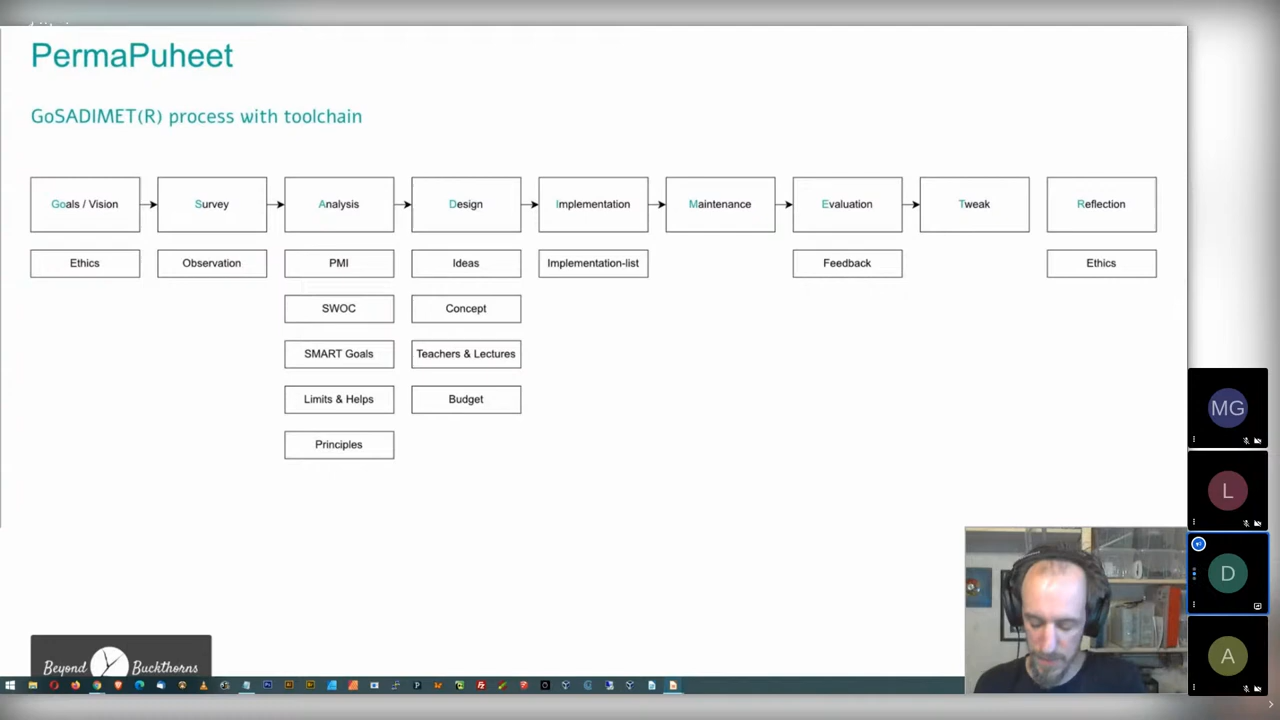 PermaPuheet
GoSADIMET(R) process with toolchain
Goals / Vision
Survey
Analysis
Design
Implementation
Maintenance
Evaluation
Tweak
Reflection
Ethics
Observation
PMI
Ideas
Implementation-list
Feedback
Ethics
SWOC
Concept
SMART Goals
Teachers & Lectures
Limits & Helps
Budget
Principles
MG
L
D
A
Beyond Buckthorns